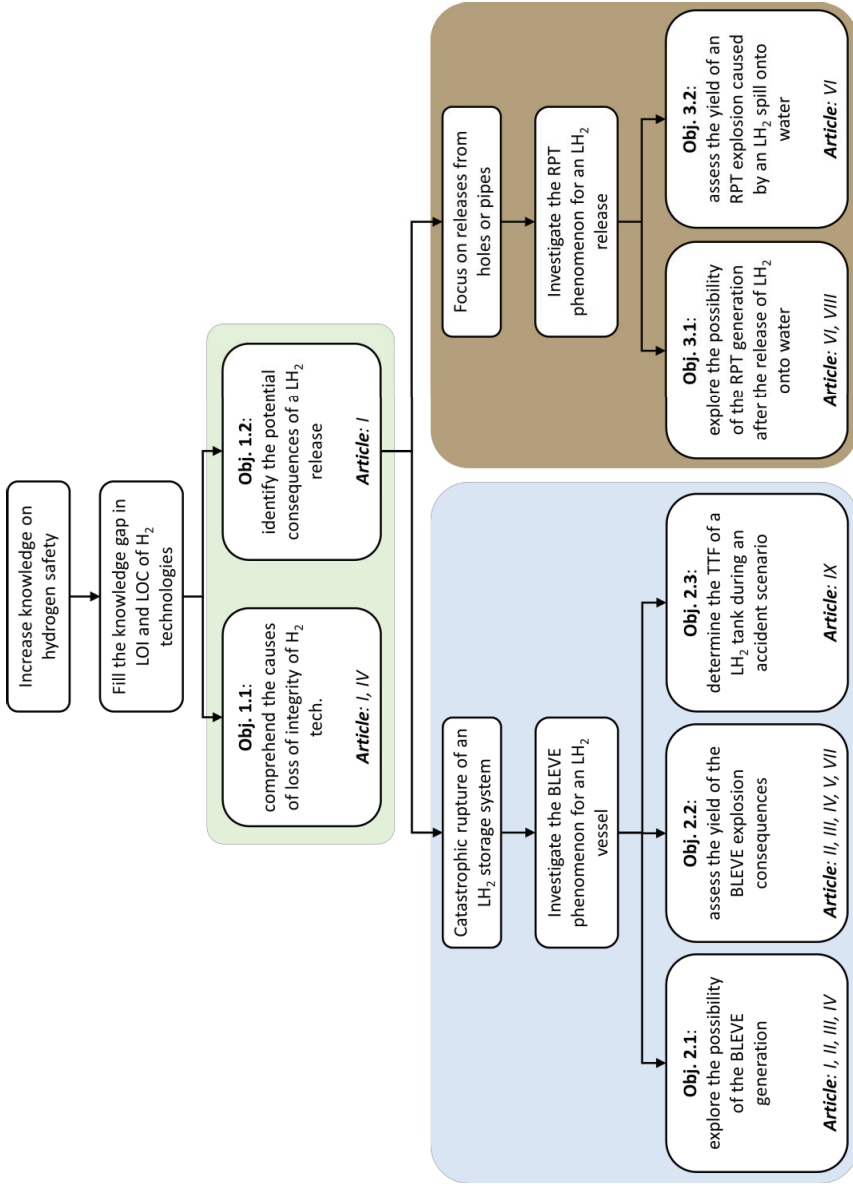 Increase knowledge on
hydrogen safety
Fill the knowledge gap in
LOI and LOC of H₂
technologies
Obj. 1.1:
comprehend the causes
of loss of integrity of H₂
tech.
Article: I, IV
Obj. 1.2:
identify the potential
consequences of a LH₂
release
Article: I
Catastrophic rupture of an
LH₂ storage system
Investigate the BLEVE
phenomenon for an LH₂
vessel
Obj. 2.1:
explore the possibility
of the BLEVE
generation
Article: I, II, III, IV
Obj. 2.2:
assess the yield of the
BLEVE explosion
consequences
Article: II, III, IV, V, VII
Obj. 2.3:
determine the TTF of a
LH₂ tank during an
accident scenario
Article: IX
Focus on releases from
holes or pipes
Investigate the RPT
phenomenon for an LH₂
release
Obj. 3.1:
explore the possibility
of the RPT generation
after the release of LH₂
onto water
Article: VI, VIII
Obj. 3.2:
assess the yield of an
RPT explosion caused
by an LH₂ spill onto
water
Article: VI